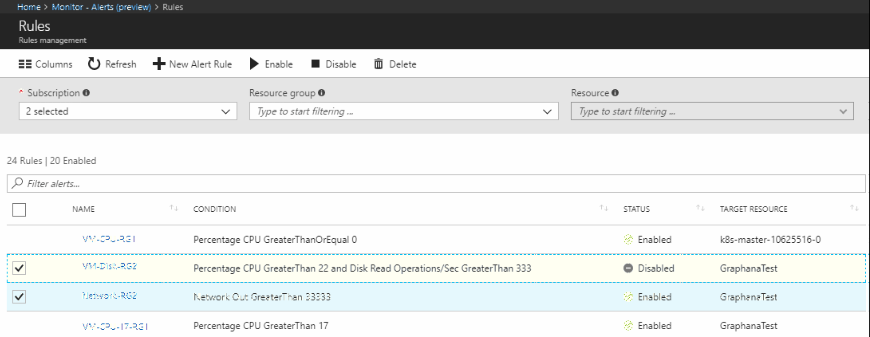 Home > Monitor - Alerts (preview) > Rules
Rules
Rules management
Columns Refresh New Alert Rule Enable Disable Delete
* Subscription Resource group Resource
2 selected Type to start filtering ... Type to start filtering ...
24 Rules | 20 Enabled
Filter alerts...
NAME CONDITION STATUS TARGET RESOURCE
VM-CPU-RG1 Percentage CPU GreaterThanOrEqual 0 Enabled k8s-master-10625516-0
VM-Disk-RG2 Percentage CPU GreaterThan 22 and Disk Read Operations/Sec GreaterThan 333 Disabled GraphanaTest
Network-RG2 Network Out GreaterThan 33333 Enabled GraphanaTest
VM-CPU-17-RG1 Percentage CPU GreaterThan 17 Enabled GraphanaTest